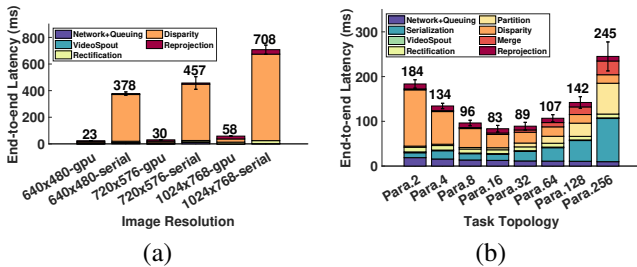 End-to-end Latency (ms)
800
600
400
200
0
Network+Queuing
VideoSpout
Rectification
Disparity
Reprojection
23
378
30
457
58
708
640x480-gpu
640x480-serial
720x576-gpu
720x576-serial
1024x768-gpu
1024x768-serial
Image Resolution
(a)
End-to-end Latency (ms)
300
200
100
0
Network+Queuing
Serialization
VideoSpout
Rectification
Partition
Disparity
Merge
Reprojection
184
134
96
83
89
107
142
245
Para.2
Para.4
Para.8
Para.16
Para.32
Para.64
Para.128
Para.256
Task Topology
(b)